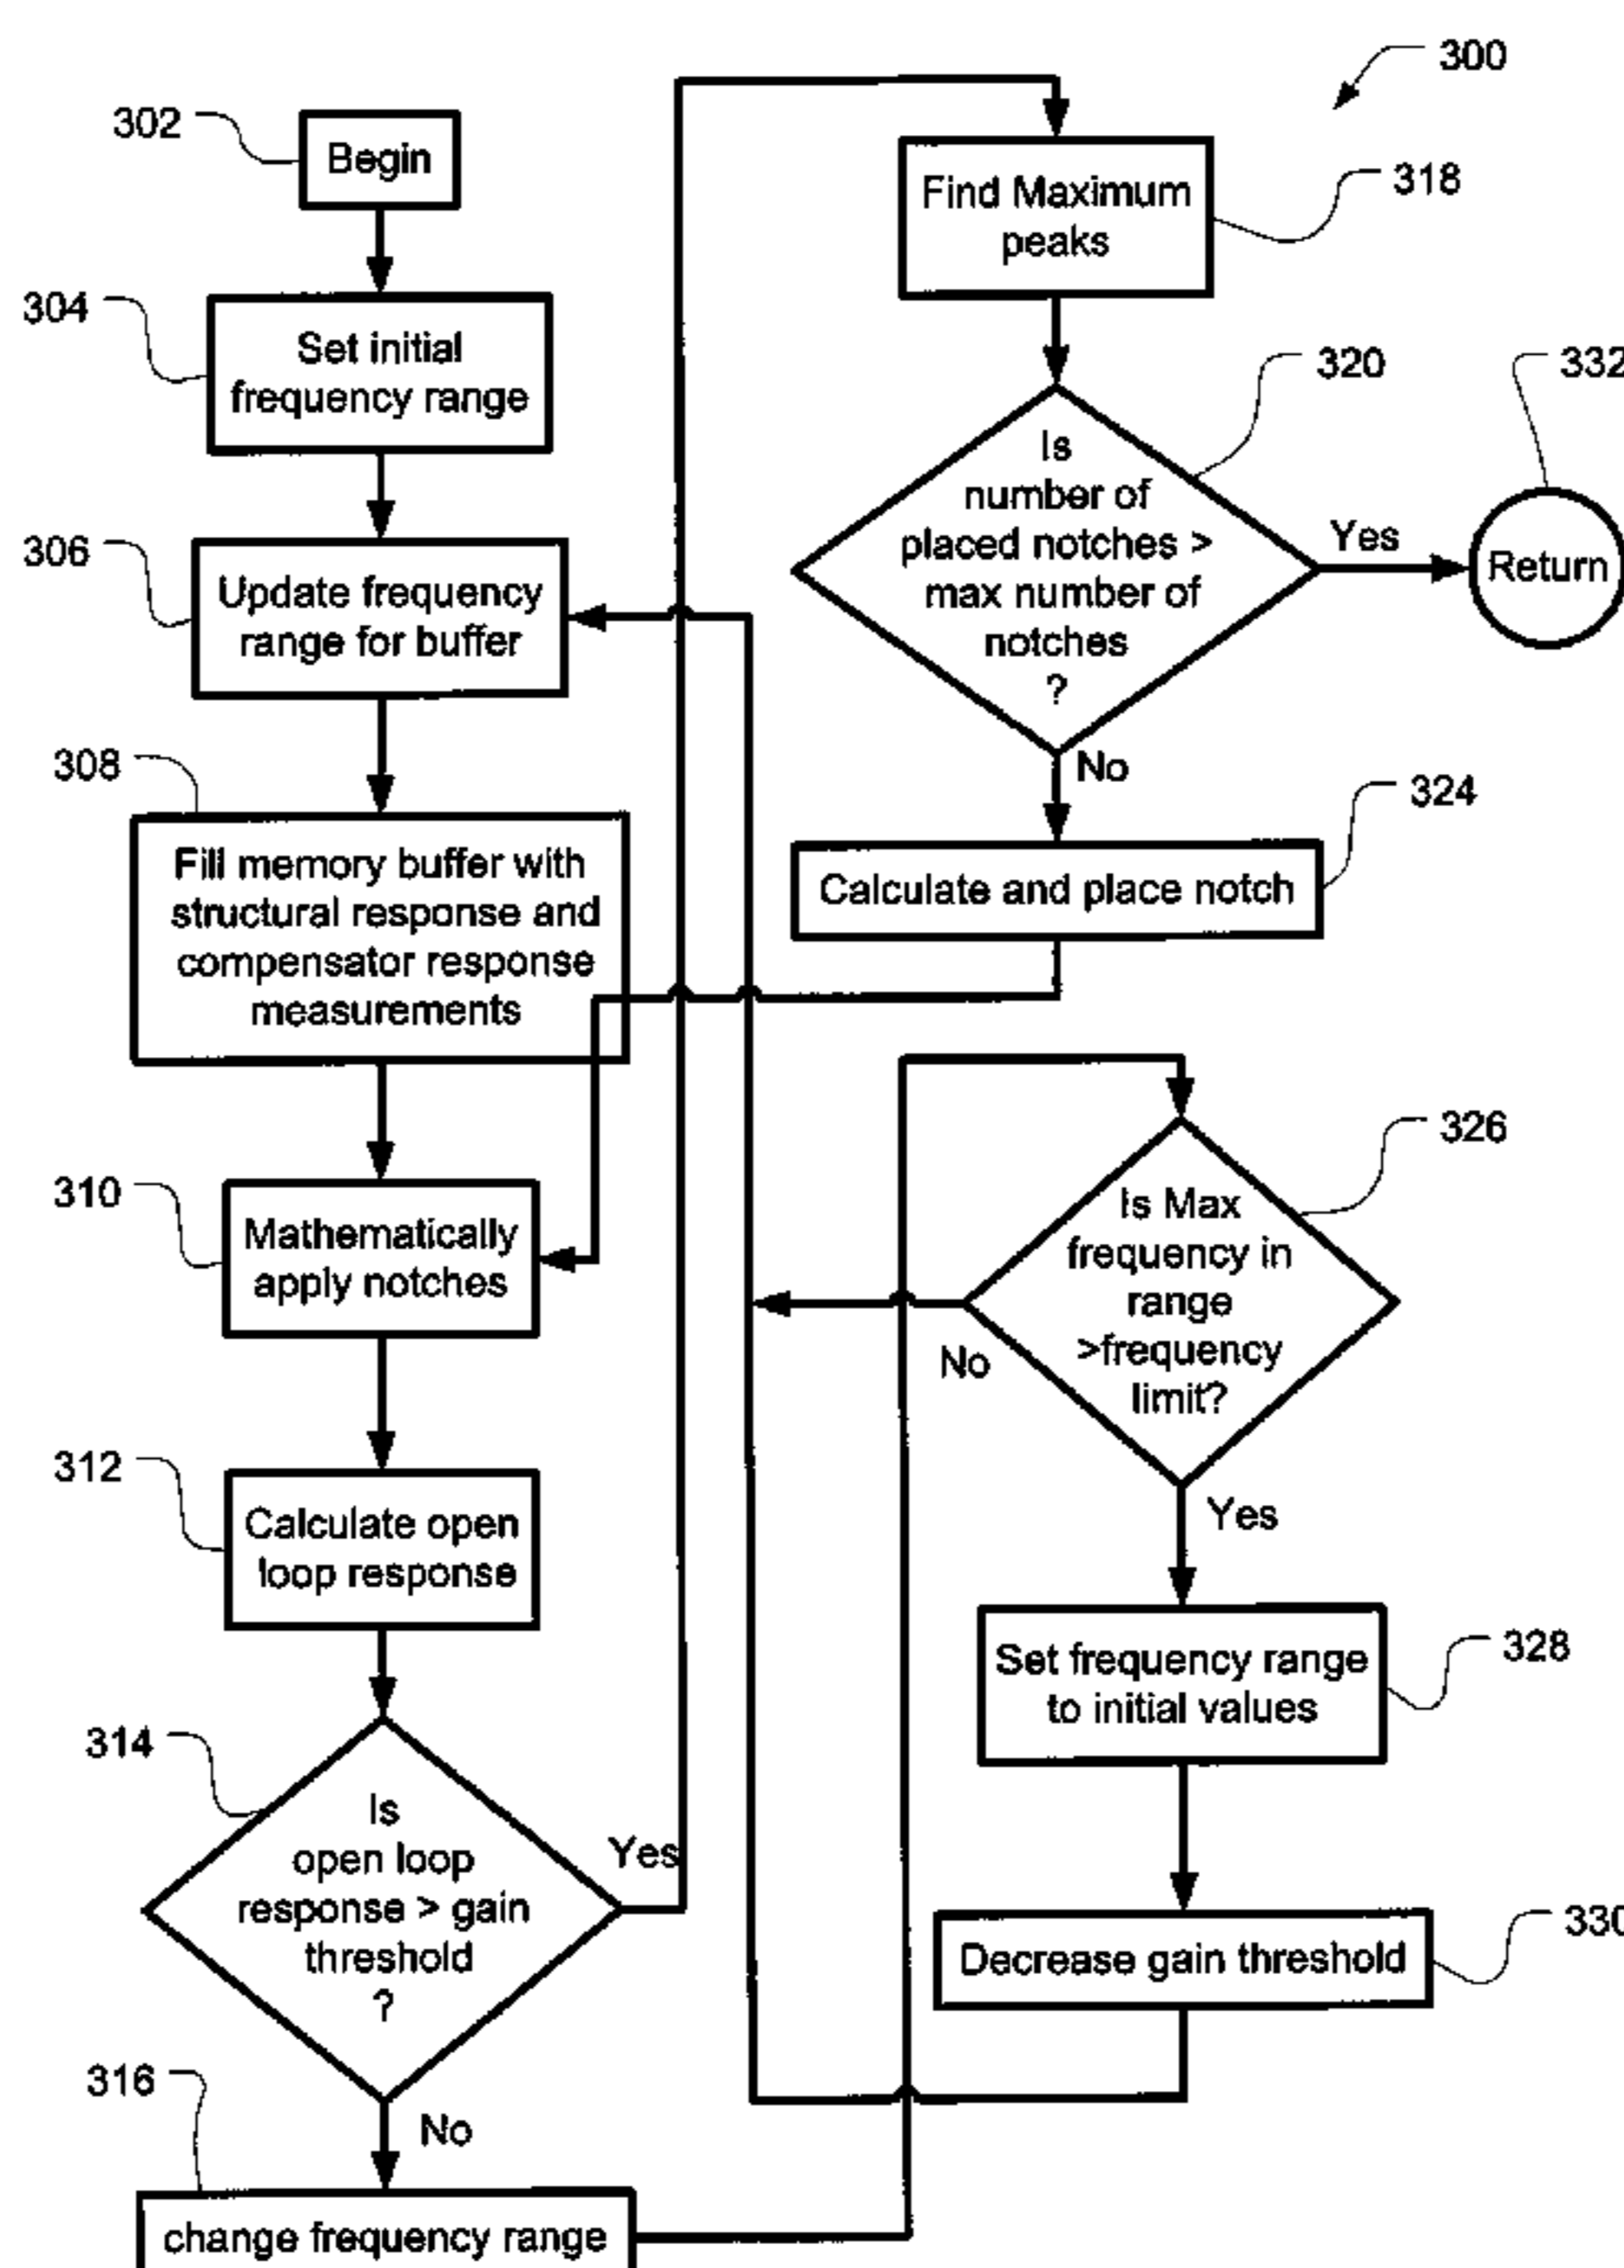 300
302
Begin
304
Set initial
frequency range
306
Update frequency
range for buffer
308
Fill memory buffer with
structural response and
compensator response
measurements
310
Mathematically
apply notches
312
Calculate open
loop response
314
Is
open loop
response > gain
threshold
?
Yes
No
316
change frequency range
318
Find Maximum
peaks
320
Is
number of
placed notches >
max number of
notches
?
Yes
332
Return
No
324
Calculate and place notch
326
Is Max
frequency in
range
>frequency
limit?
No
Yes
328
Set frequency range
to initial values
330
Decrease gain threshold